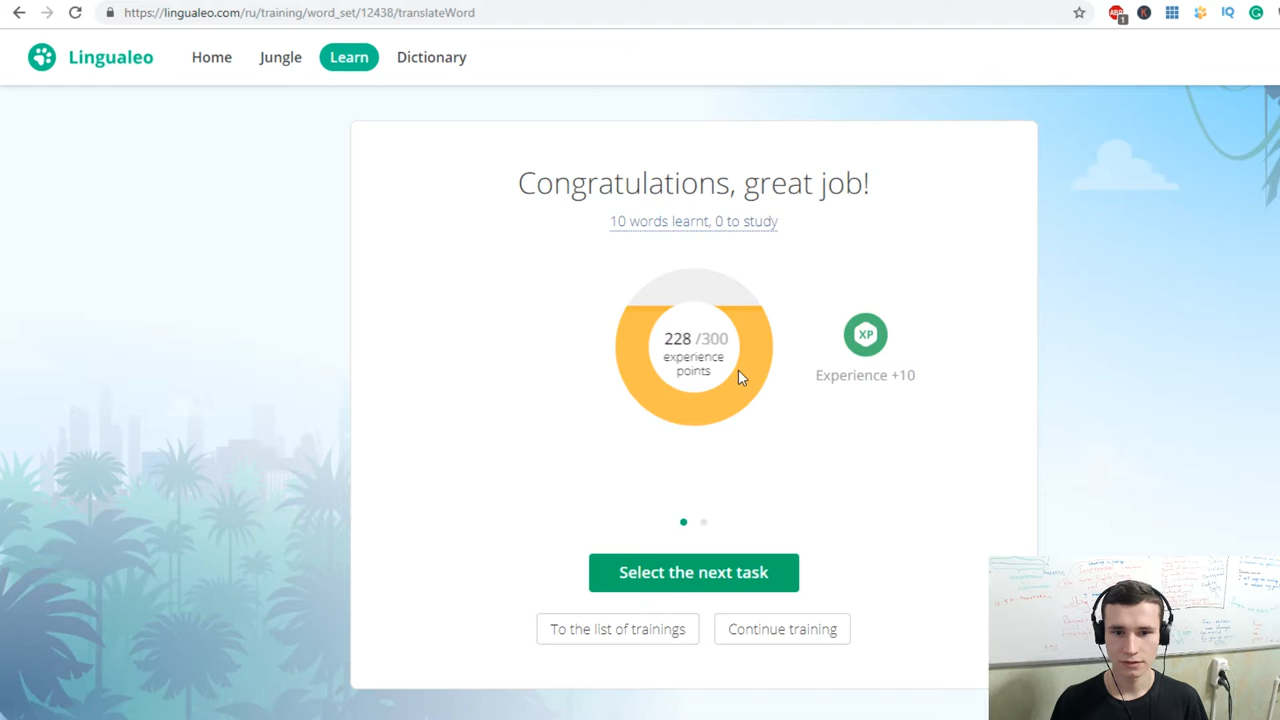 https://lingualeo.com/ru/training/word_set/12438/translateWord
1
K
IQ
G
Lingualeo
Home
Jungle
Learn
Dictionary
Congratulations, great job!
10 words learnt, 0 to study
228 /300
experience
points
XP
Experience +10
Select the next task
To the list of trainings
Continue training